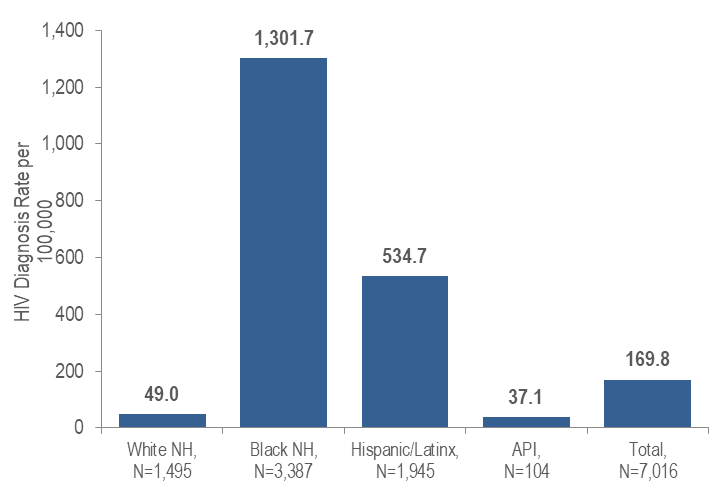 HIV Diagnosis Rate per
100,000
1,400
1,200
1,000
800
600
400
200
0
49.0
1,301.7
534.7
37.1
169.8
White NH,
N=1,495
Black NH,
N=3,387
Hispanic/Latinx,
N=1,945
API,
N=104
Total,
N=7,016